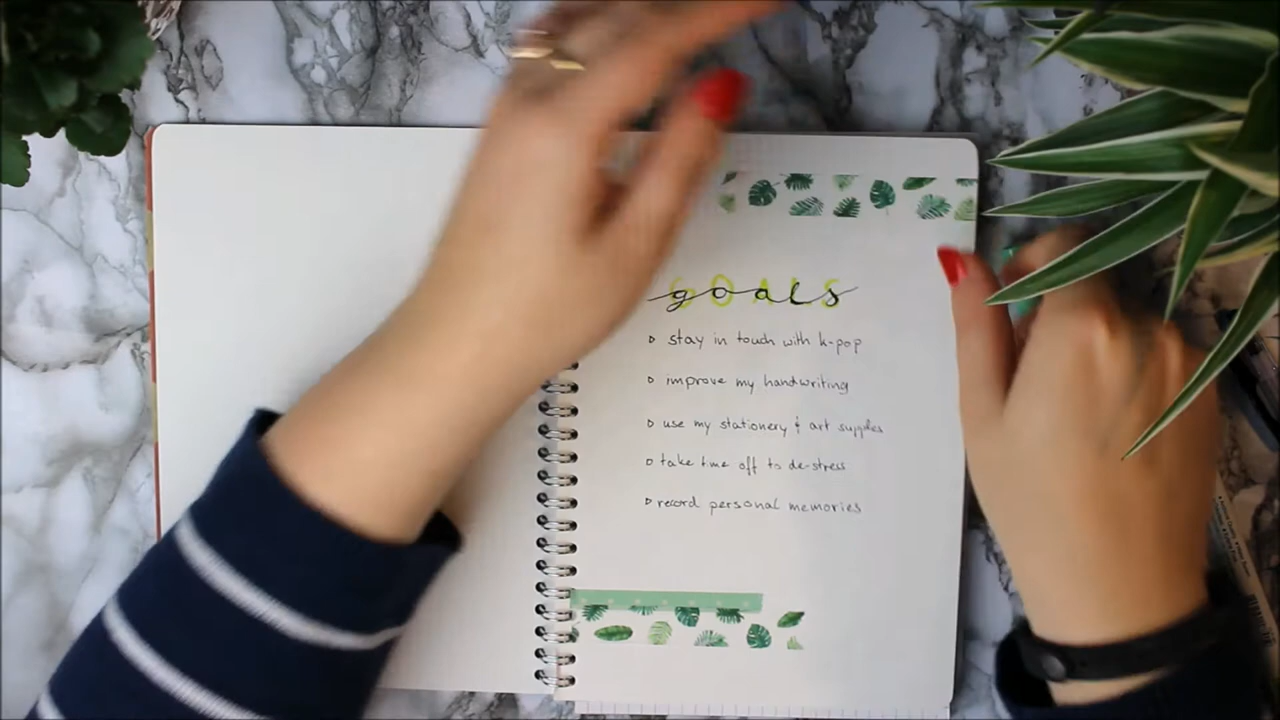 goals
stay in touch with k-pop
improve my handwriting
use my stationery & art supplies
take time off to de-stress
record personal memories